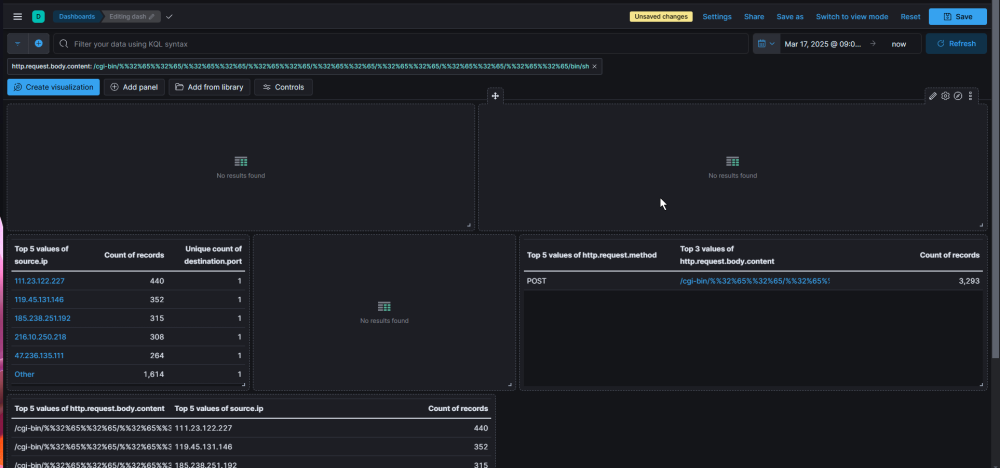 D Dashboards Editing dash Unsaved changes Settings Share Save as Switch to view mode Reset Save
Filter your data using KQL syntax Mar 17, 2025 @ 09:0... → now Refresh
http.request.body.content: /cgi-bin/%%32%65%%32%65/%%32%65%%32%65/%%32%65%%32%65/%%32%65%%32%65/%%32%65%%32%65/%%32%65%%32%65/%%32%65%%32%65/bin/sh ×
Create visualization Add panel Add from library Controls
No results found No results found
Top 5 values of source.ip Count of records Unique count of destination.port
111.23.122.227 440 1
119.45.131.146 352 1
185.238.251.192 315 1
216.10.250.218 308 1
47.236.135.111 264 1
Other 1,614 1
No results found
Top 5 values of http.request.method Top 3 values of http.request.body.content Count of records
POST /cgi-bin/%%32%65%%32%65/%%32%65%! 3,293
Top 5 values of http.request.body.content Top 5 values of source.ip Count of records
/cgi-bin/%%32%65%%32%65/%%32%65%%3 111.23.122.227 440
/cgi-bin/%%32%65%%32%65/%%32%65%%3 119.45.131.146 352
/cgi-bin/%%32%65%%32%65/%%32%65%%3 185.238.251.192 315